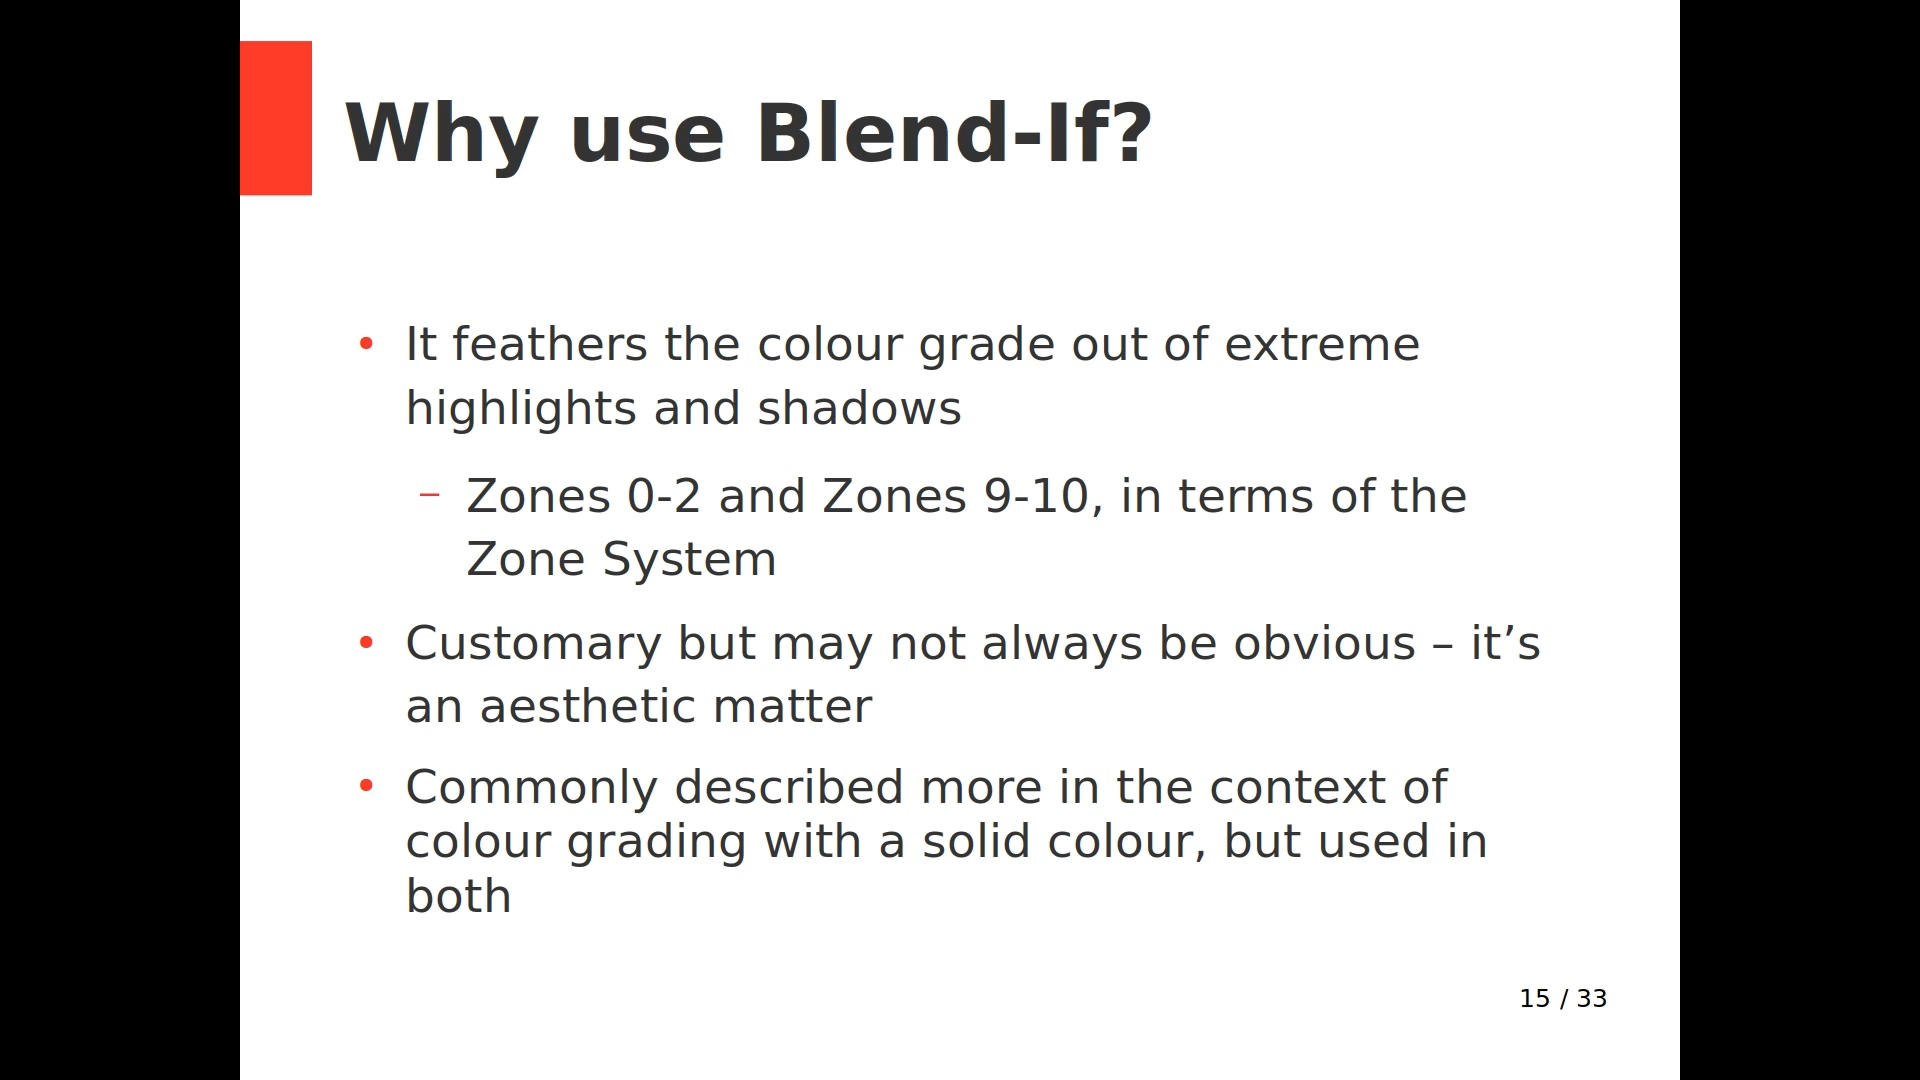 Why use Blend-If?
• It feathers the colour grade out of extreme
highlights and shadows
– Zones 0-2 and Zones 9-10, in terms of the
Zone System
• Customary but may not always be obvious – it’s
an aesthetic matter
• Commonly described more in the context of
colour grading with a solid colour, but used in
both
15 / 33